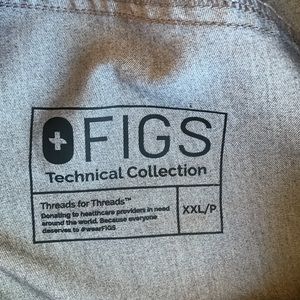 FIGS
Technical Collection
Threads for Threads™
Donating to healthcare providers in need
around the world. Because everyone
deserves to #wearFIGS
XXL/P